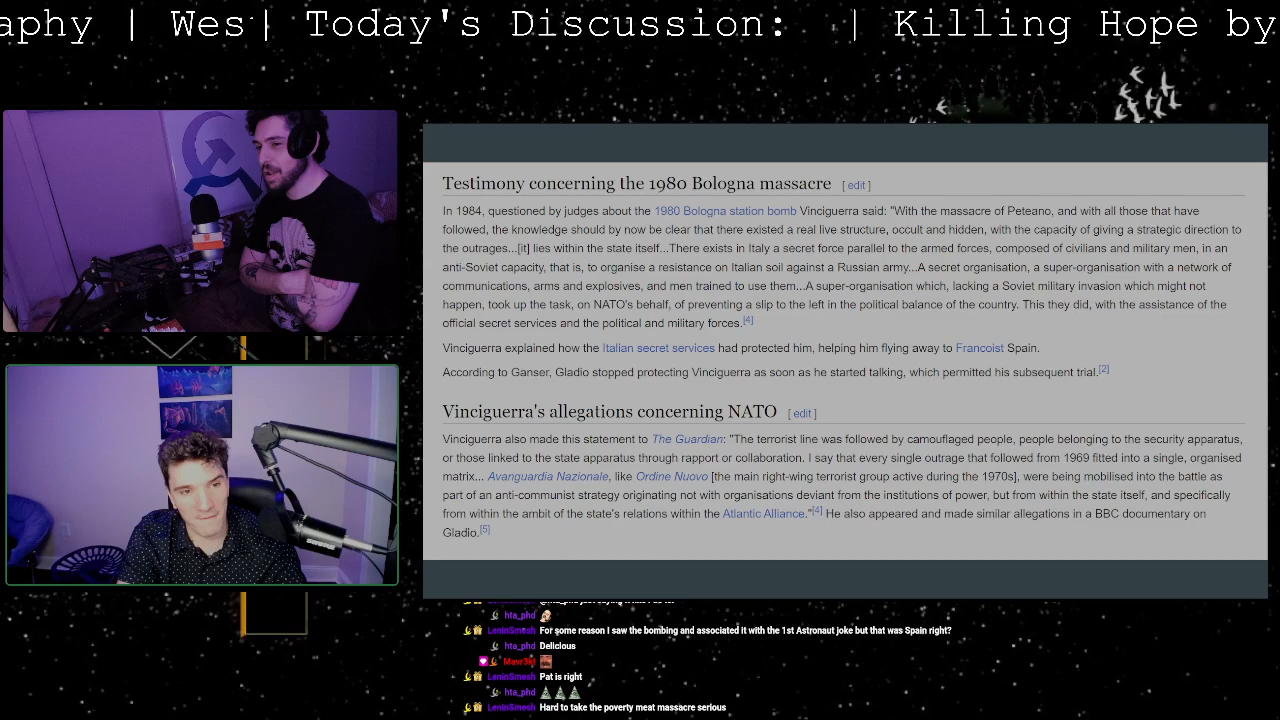 aphy | Wes| Today's Discussion: | Killing Hope by
Testimony concerning the 1980 Bologna massacre [ edit ]
In 1984, questioned by judges about the 1980 Bologna station bomb Vinciguerra said: "With the massacre of Peteano, and with all those that have
followed, the knowledge should by now be clear that there existed a real live structure, occult and hidden, with the capacity of giving a strategic direction to
the outrages...[it] lies within the state itself...There exists in Italy a secret force parallel to the armed forces, composed of civilians and military men, in an
anti-Soviet capacity, that is, to organise a resistance on Italian soil against a Russian army...A secret organisation, a super-organisation with a network of
communications, arms and explosives, and men trained to use them...A super-organisation which, lacking a Soviet military invasion which might not
happen, took up the task, on NATO's behalf, of preventing a slip to the left in the political balance of the country. This they did, with the assistance of the
official secret services and the political and military forces.[4]
Vinciguerra explained how the Italian secret services had protected him, helping him flying away to Francoist Spain.
According to Ganser, Gladio stopped protecting Vinciguerra as soon as he started talking, which permitted his subsequent trial.[2]
Vinciguerra's allegations concerning NATO [ edit ]
Vinciguerra also made this statement to The Guardian: "The terrorist line was followed by camouflaged people, people belonging to the security apparatus,
or those linked to the state apparatus through rapport or collaboration. I say that every single outrage that followed from 1969 fitted into a single, organised
matrix... Avanguardia Nazionale, like Ordine Nuovo [the main right-wing terrorist group active during the 1970s], were being mobilised into the battle as
part of an anti-communist strategy originating not with organisations deviant from the institutions of power, but from within the state itself, and specifically
from within the ambit of the state's relations within the Atlantic Alliance."[4] He also appeared and made similar allegations in a BBC documentary on
Gladio.[5]
hta_phd
LeninSmesh For some reason I saw the bombing and associated it with the 1st Astronaut joke but that was Spain right?
hta_phd Delicious
LeninSmesh Pat is right
hta_phd
LeninSmesh Hard to take the poverty meat massacre serious